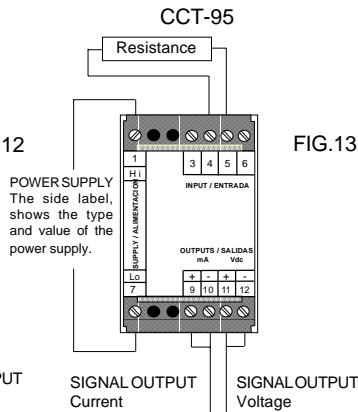 CCT-95
Resistance
12
FIG.13
1
3 4 5 6
Hi
INPUT / ENTRADA
POWER SUPPLY
The side label,
shows the type
and value of the
power supply.
SUPPLY / ALIMENTACION
OUTPUTS / SALIDAS
mA Vdc
Lo
+ - + -
7
9 10 11 12
PUT
SIGNAL OUTPUT
Current
SIGNAL OUTPUT
Voltage